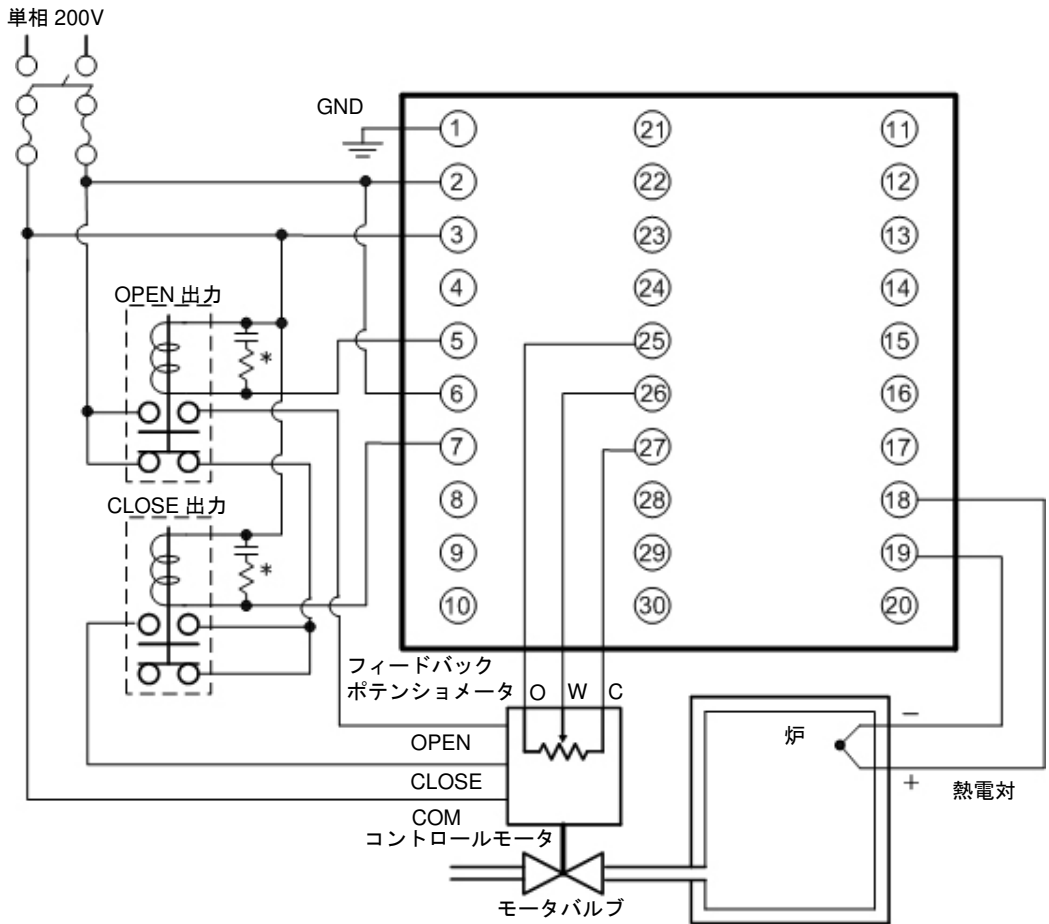 単相 200V
GND
1 21 11
2 22 12
3 23 13
4 24 14
OPEN 出力
* 5 25 15
6 26 16
7 27 17
8 28 18
CLOSE 出力
* 9 29 19
10 30 20
フィードバック
ポテンショメータ O W C
OPEN
CLOSE
COM
コントロールモータ
モータバルブ
炉
−
+
熱電対